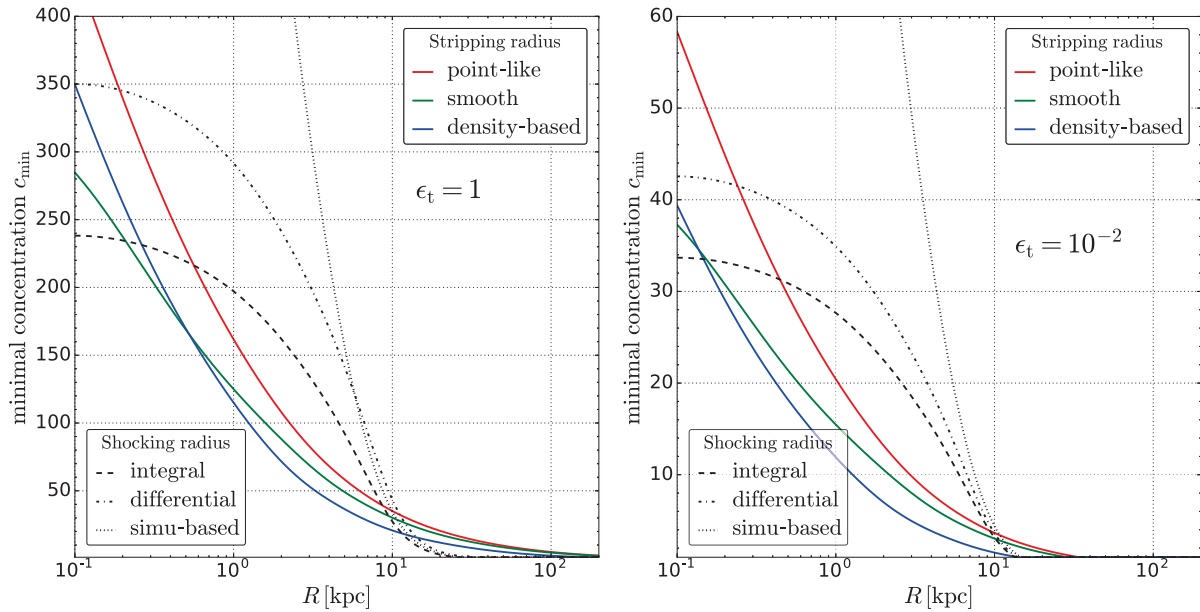 400
350
300
250
200
150
100
50
minimal concentration c_min
Stripping radius
point-like
smooth
density-based
ϵ_t = 1
Shocking radius
integral
differential
simu-based
10^-1
10^0
10^1
10^2
R [kpc]
60
50
40
30
20
10
minimal concentration c_min
Stripping radius
point-like
smooth
density-based
ϵ_t = 10^-2
Shocking radius
integral
differential
simu-based
10^-1
10^0
10^1
10^2
R [kpc]